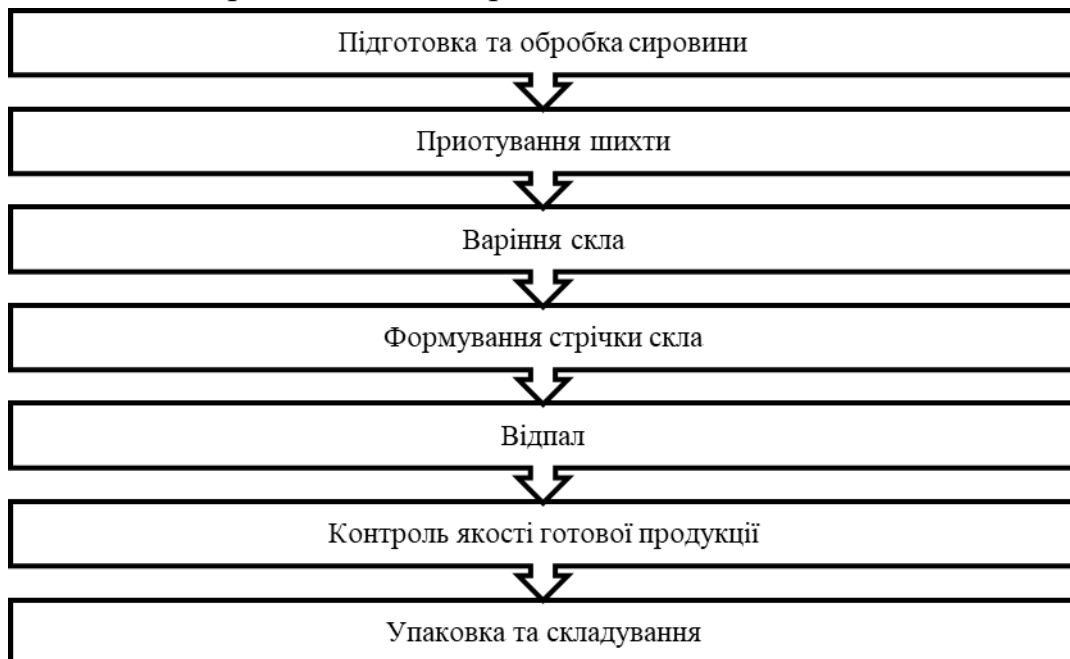 Підготовка та обробка сировини
Приотування шихти
Варіння скла
Формування стрічки скла
Відпал
Контроль якості готової продукції
Упаковка та складування